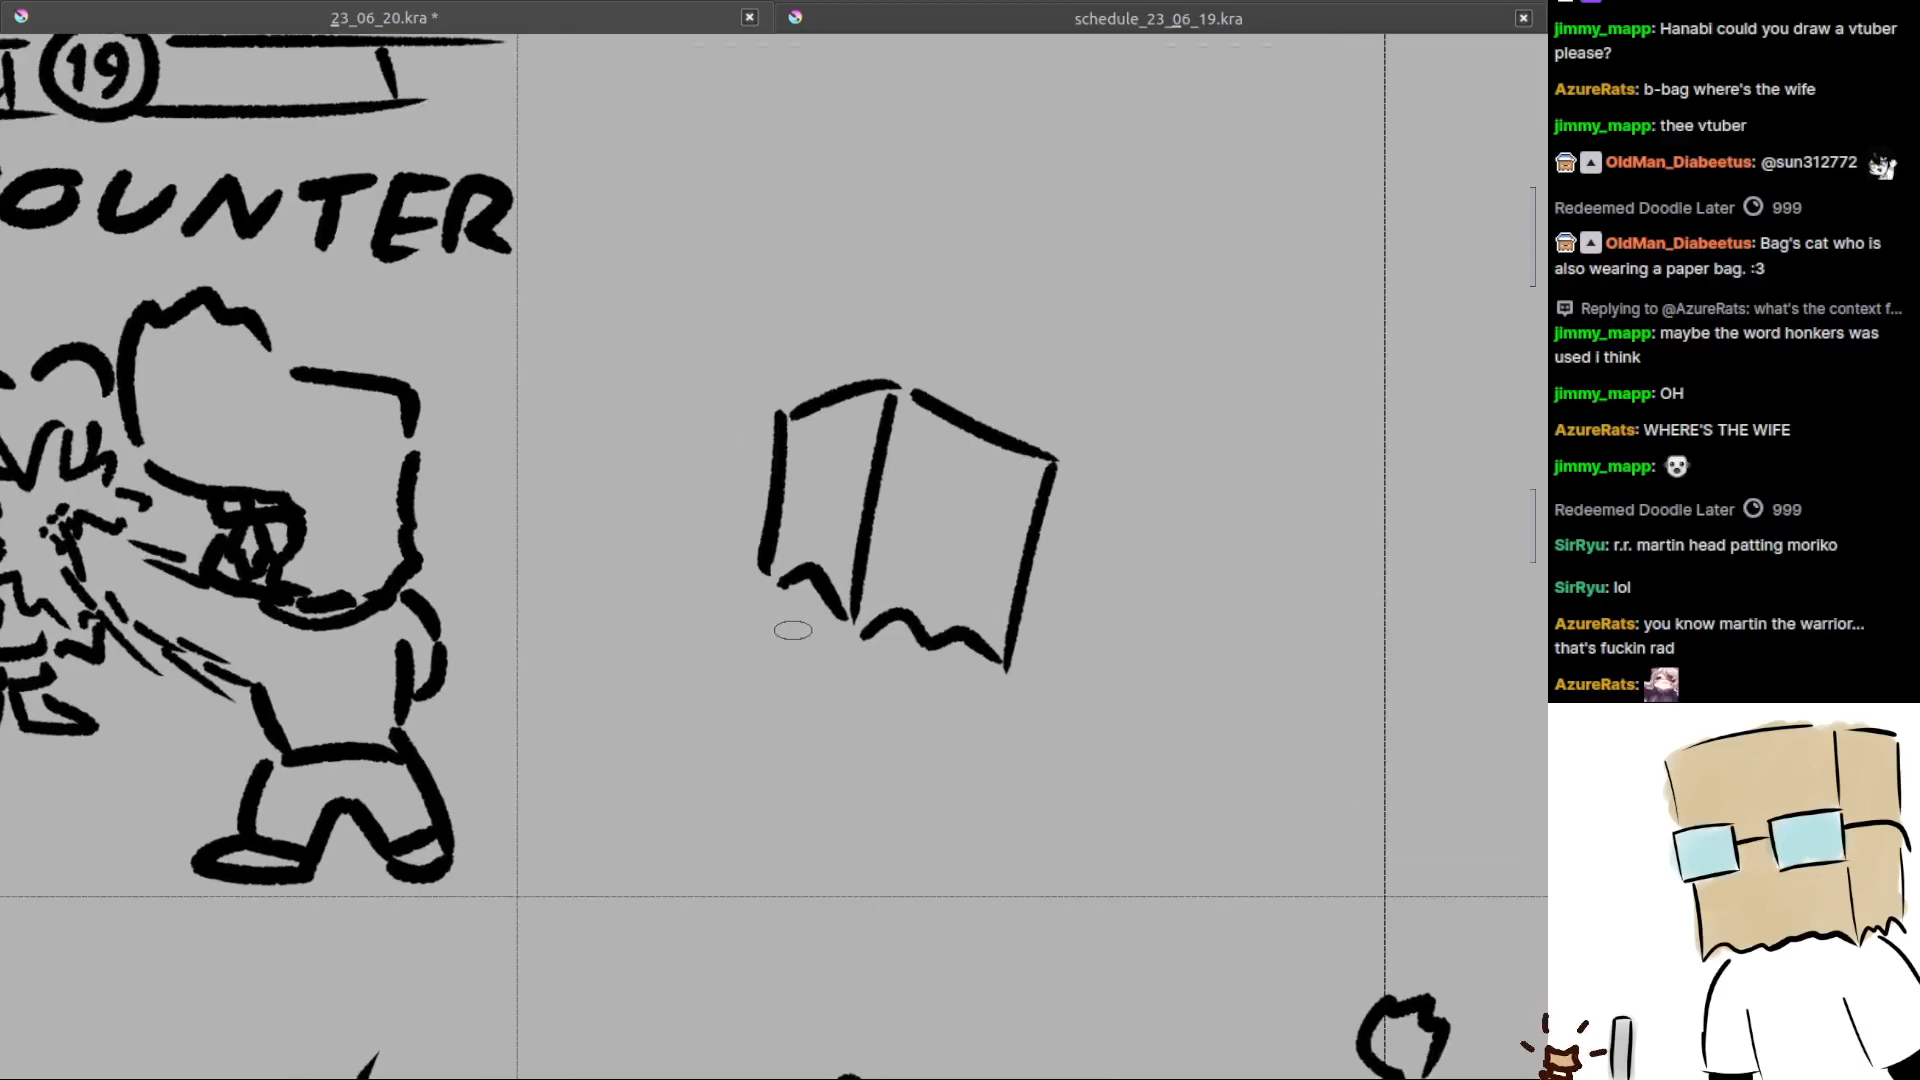 23_06_20.kra *
schedule_23_06_19.kra
19
OUNTER
jimmy_mapp: Hanabi could you draw a vtuber
please?
AzureRats: b-bag where's the wife
jimmy_mapp: thee vtuber
OldMan_Diabeetus: @sun312772
Redeemed Doodle Later 999
OldMan_Diabeetus: Bag's cat who is
also wearing a paper bag. :3
Replying to @AzureRats: what's the context f...
jimmy_mapp: maybe the word honkers was
used i think
jimmy_mapp: OH
AzureRats: WHERE'S THE WIFE
jimmy_mapp:
Redeemed Doodle Later 999
SirRyu: r.r. martin head patting moriko
SirRyu: lol
AzureRats: you know martin the warrior...
that's fuckin rad
AzureRats: